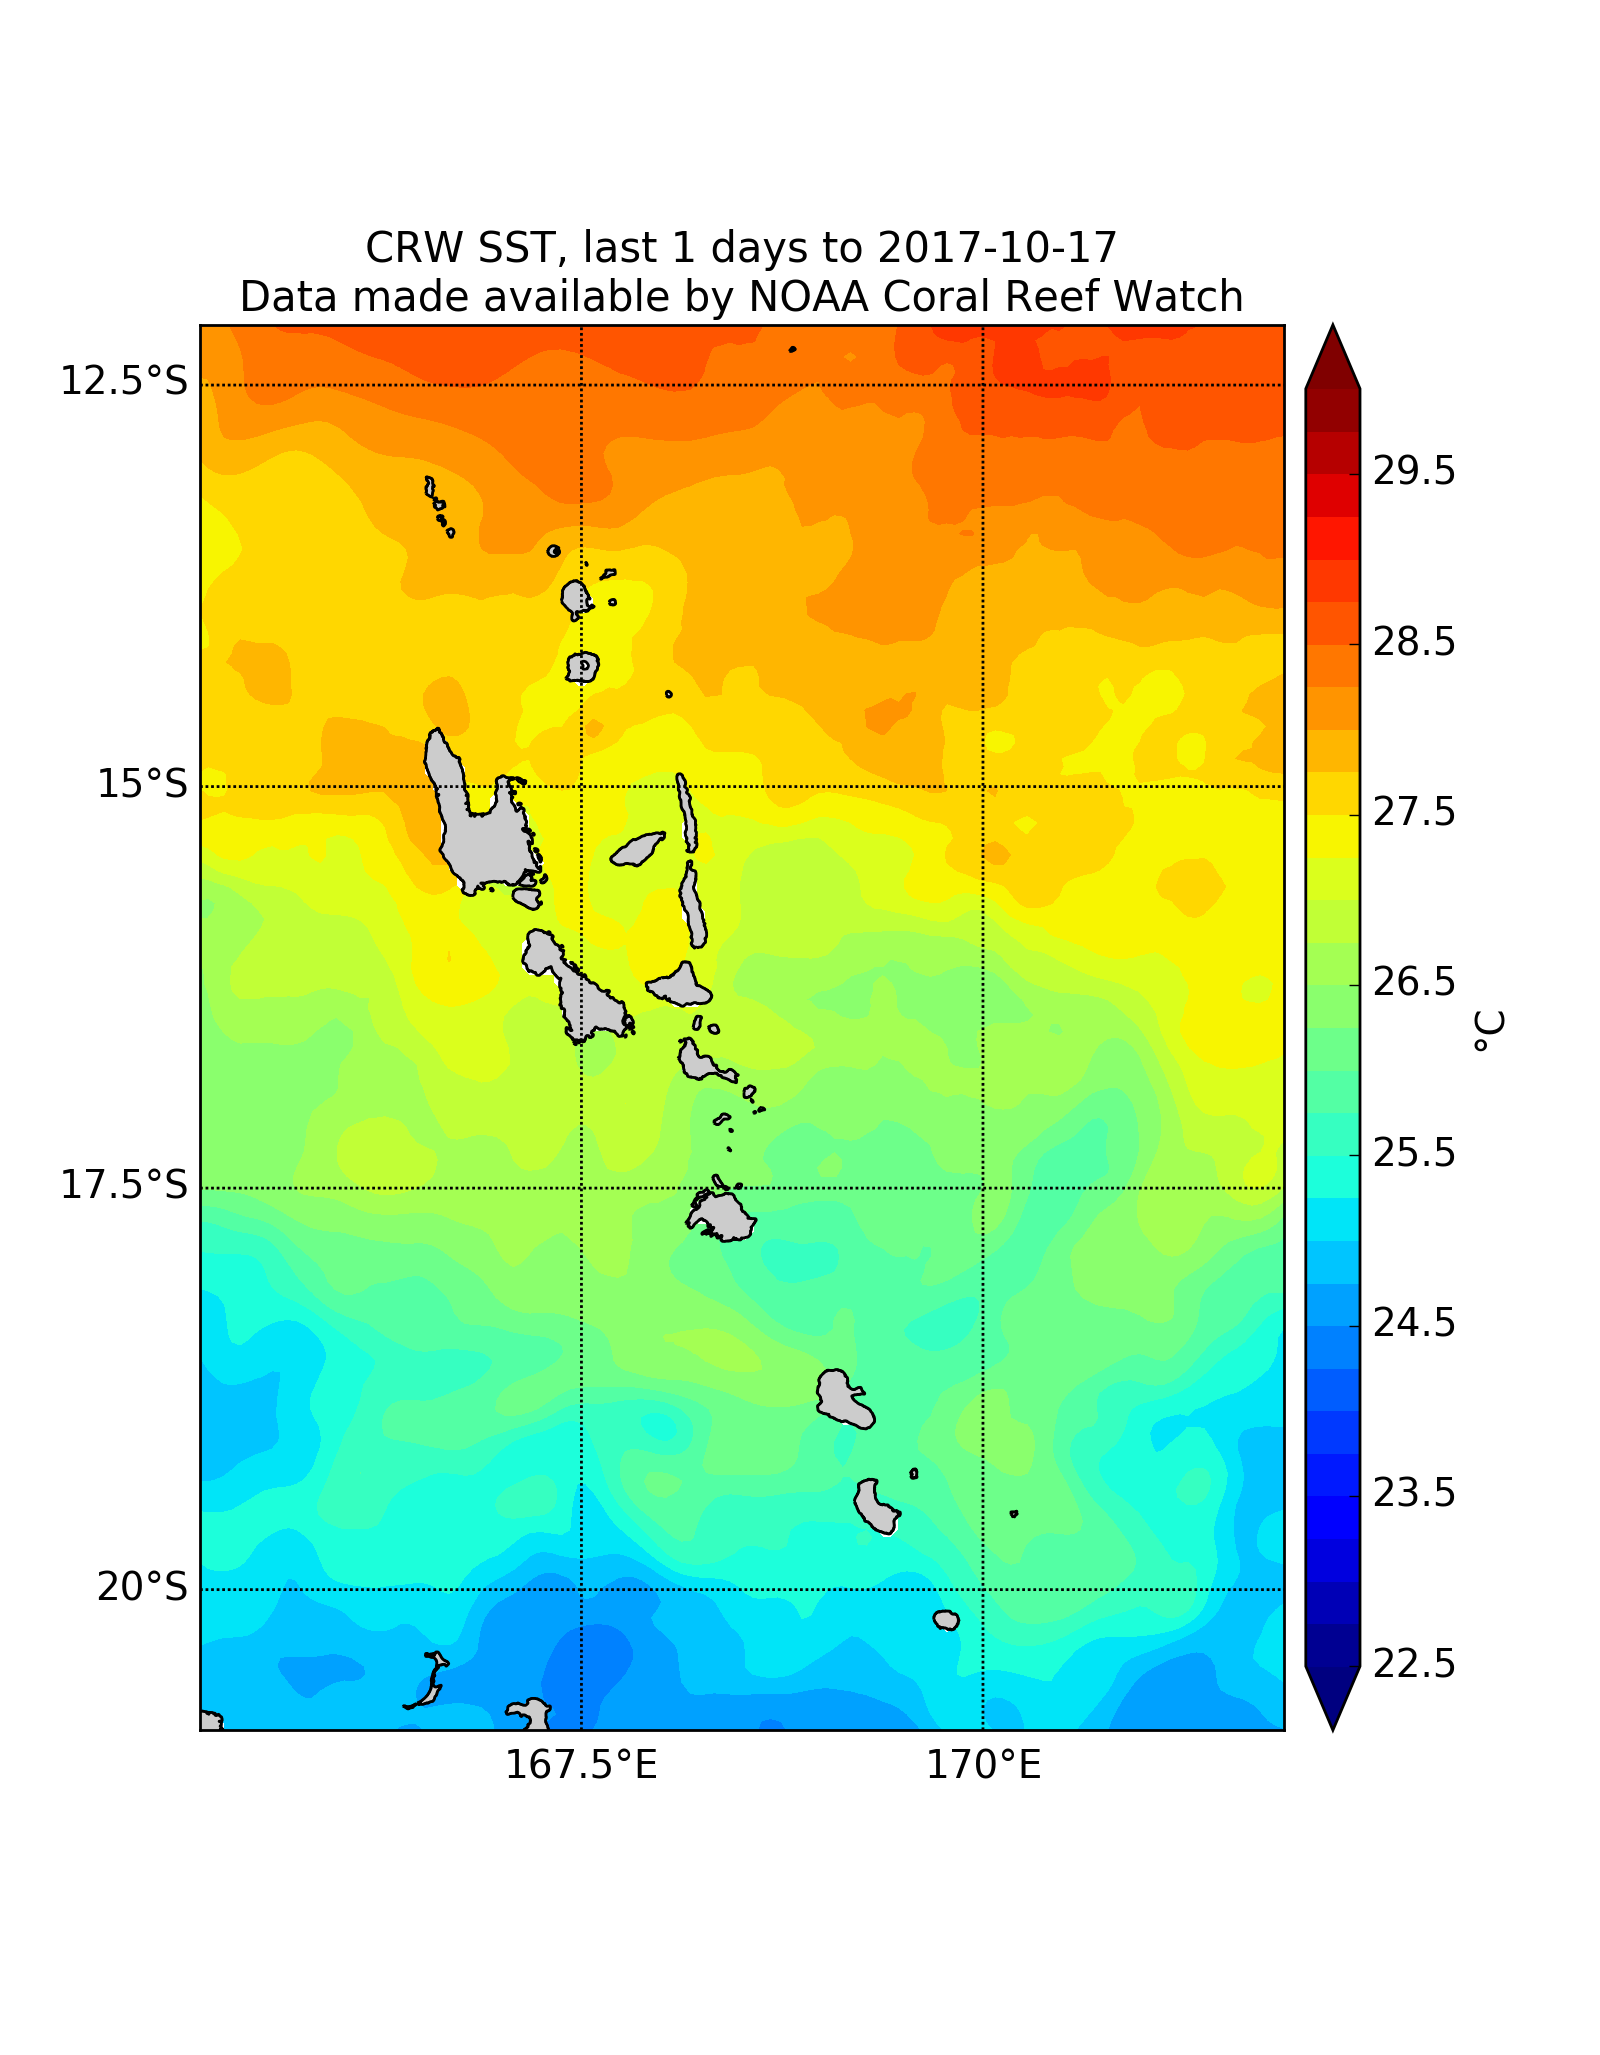 CRW SST, last 1 days to 2017-10-17
Data made available by NOAA Coral Reef Watch
12.5°S
15°S
17.5°S
20°S
167.5°E
170°E
29.5
28.5
27.5
26.5
25.5
24.5
23.5
22.5
°C